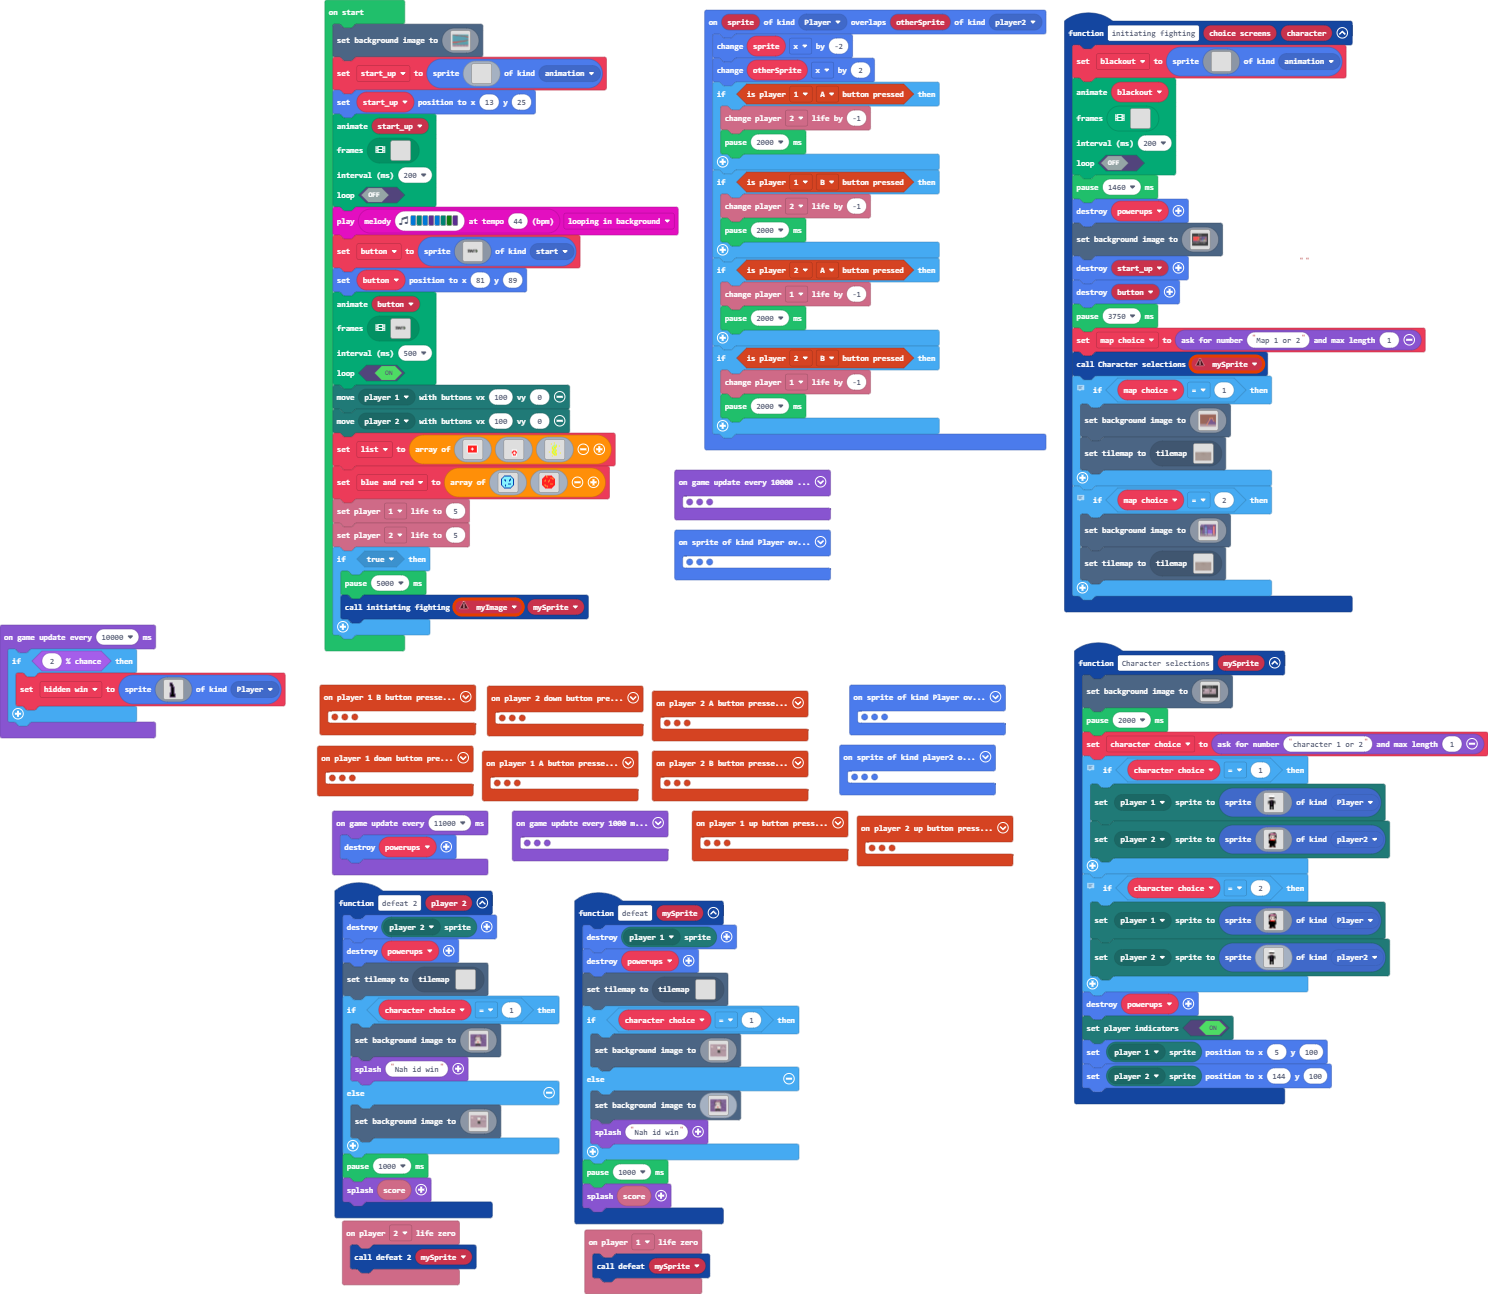 on start
set background image to
set start_up to sprite of kind animation
set start_up position to x 13 y 25
animate start_up
frames
interval (ms) 200
loop OFF
play melody at tempo 44 (bpm) looping in background
set button to sprite of kind start
set button position to x 81 y 89
animate button
frames
interval (ms) 500
loop ON
move player 1 with buttons vx 100 vy 0
move player 2 with buttons vx 100 vy 0
set list to array of
set blue and red to array of
set player 1 life to 5
set player 2 life to 5
if true then
pause 5000 ms
call initiating fighting myImage mySprite
on sprite of kind Player overlaps otherSprite of kind player2
change sprite x by -2
change otherSprite x by 2
if is player 1 A button pressed then
change player 2 life by -1
pause 2000 ms
if is player 1 B button pressed then
change player 2 life by -1
pause 2000 ms
if is player 2 A button pressed then
change player 1 life by -1
pause 2000 ms
if is player 2 B button pressed then
change player 1 life by -1
pause 2000 ms
on game update every 10000 ...
on sprite of kind Player ov...
function initiating fighting choice screens character
set blackout to sprite of kind animation
animate blackout
frames
interval (ms) 200
loop OFF
pause 1460 ms
destroy powerups
set background image to
" "
destroy start_up
destroy button
pause 3750 ms
set map choice to ask for number "Map 1 or 2" and max length 1
call Character selections mySprite
if map choice = 1 then
set background image to
set tilemap to tilemap
if map choice = 2 then
set background image to
set tilemap to tilemap
on game update every 10000 ms
if 2 % chance then
set hidden win to sprite of kind Player
on player 1 B button presse...
on player 2 down button pre...
on player 2 A button presse...
on sprite of kind Player ov...
on player 1 down button pre...
on player 1 A button presse...
on player 2 B button presse...
on sprite of kind player2 o...
on game update every 11000 ms
destroy powerups
on game update every 1000 m...
on player 1 up button press...
on player 2 up button press...
function Character selections mySprite
set background image to
pause 2000 ms
set character choice to ask for number "character 1 or 2" and max length 1
if character choice = 1 then
set player 1 sprite to sprite of kind Player
set player 2 sprite to sprite of kind player2
if character choice = 2 then
set player 1 sprite to sprite of kind Player
set player 2 sprite to sprite of kind player2
destroy powerups
set player indicators ON
set player 1 sprite position to x 5 y 100
set player 2 sprite position to x 144 y 100
function defeat 2 player 2
destroy player 2 sprite
destroy powerups
set tilemap to tilemap
if character choice = 1 then
set background image to
splash "Nah id win"
else
set background image to
pause 1000 ms
splash score
on player 2 life zero
call defeat 2 mySprite
function defeat mySprite
destroy player 1 sprite
destroy powerups
set tilemap to tilemap
if character choice = 1 then
set background image to
else
set background image to
splash "Nah id win"
pause 1000 ms
splash score
on player 1 life zero
call defeat mySprite